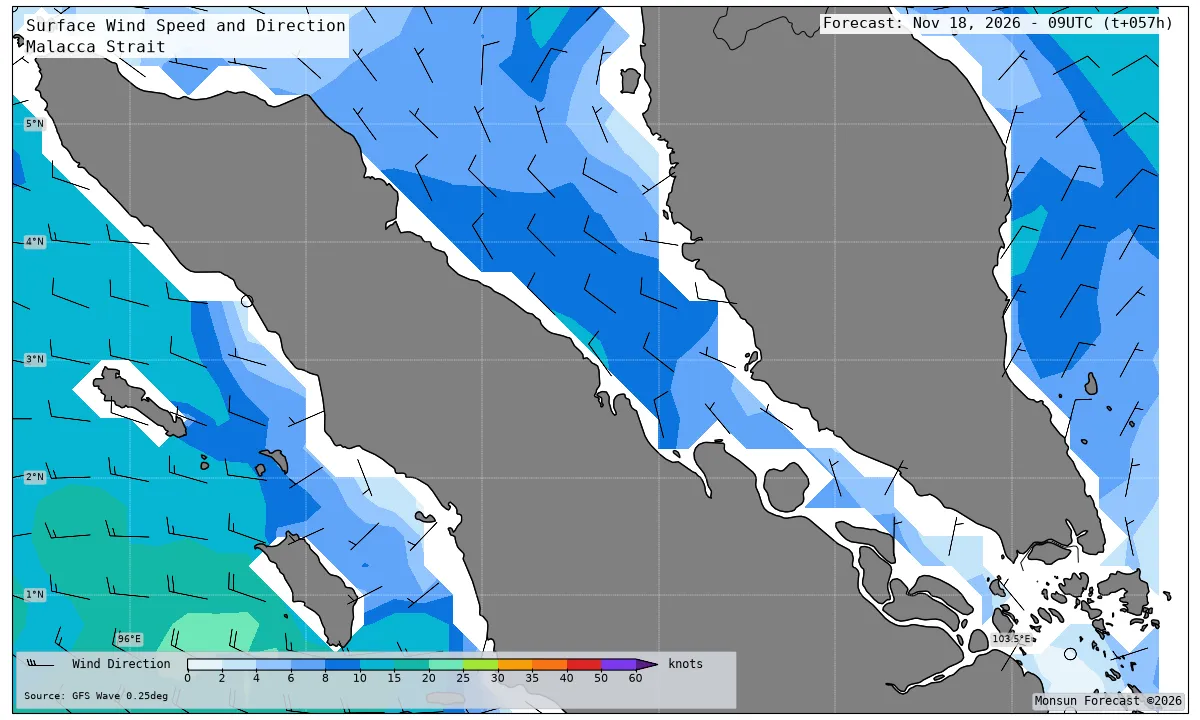 Surface Wind Speed and Direction
Malacca Strait
Forecast: Nov 18, 2026 - 09UTC (t+057h)
5°N
4°N
3°N
2°N
1°N
96°E
103.5°E
Wind Direction
0 2 4 6 8 10 15 20 25 30 35 40 50 60
knots
Source: GFS Wave 0.25deg
Monsun Forecast ©2026